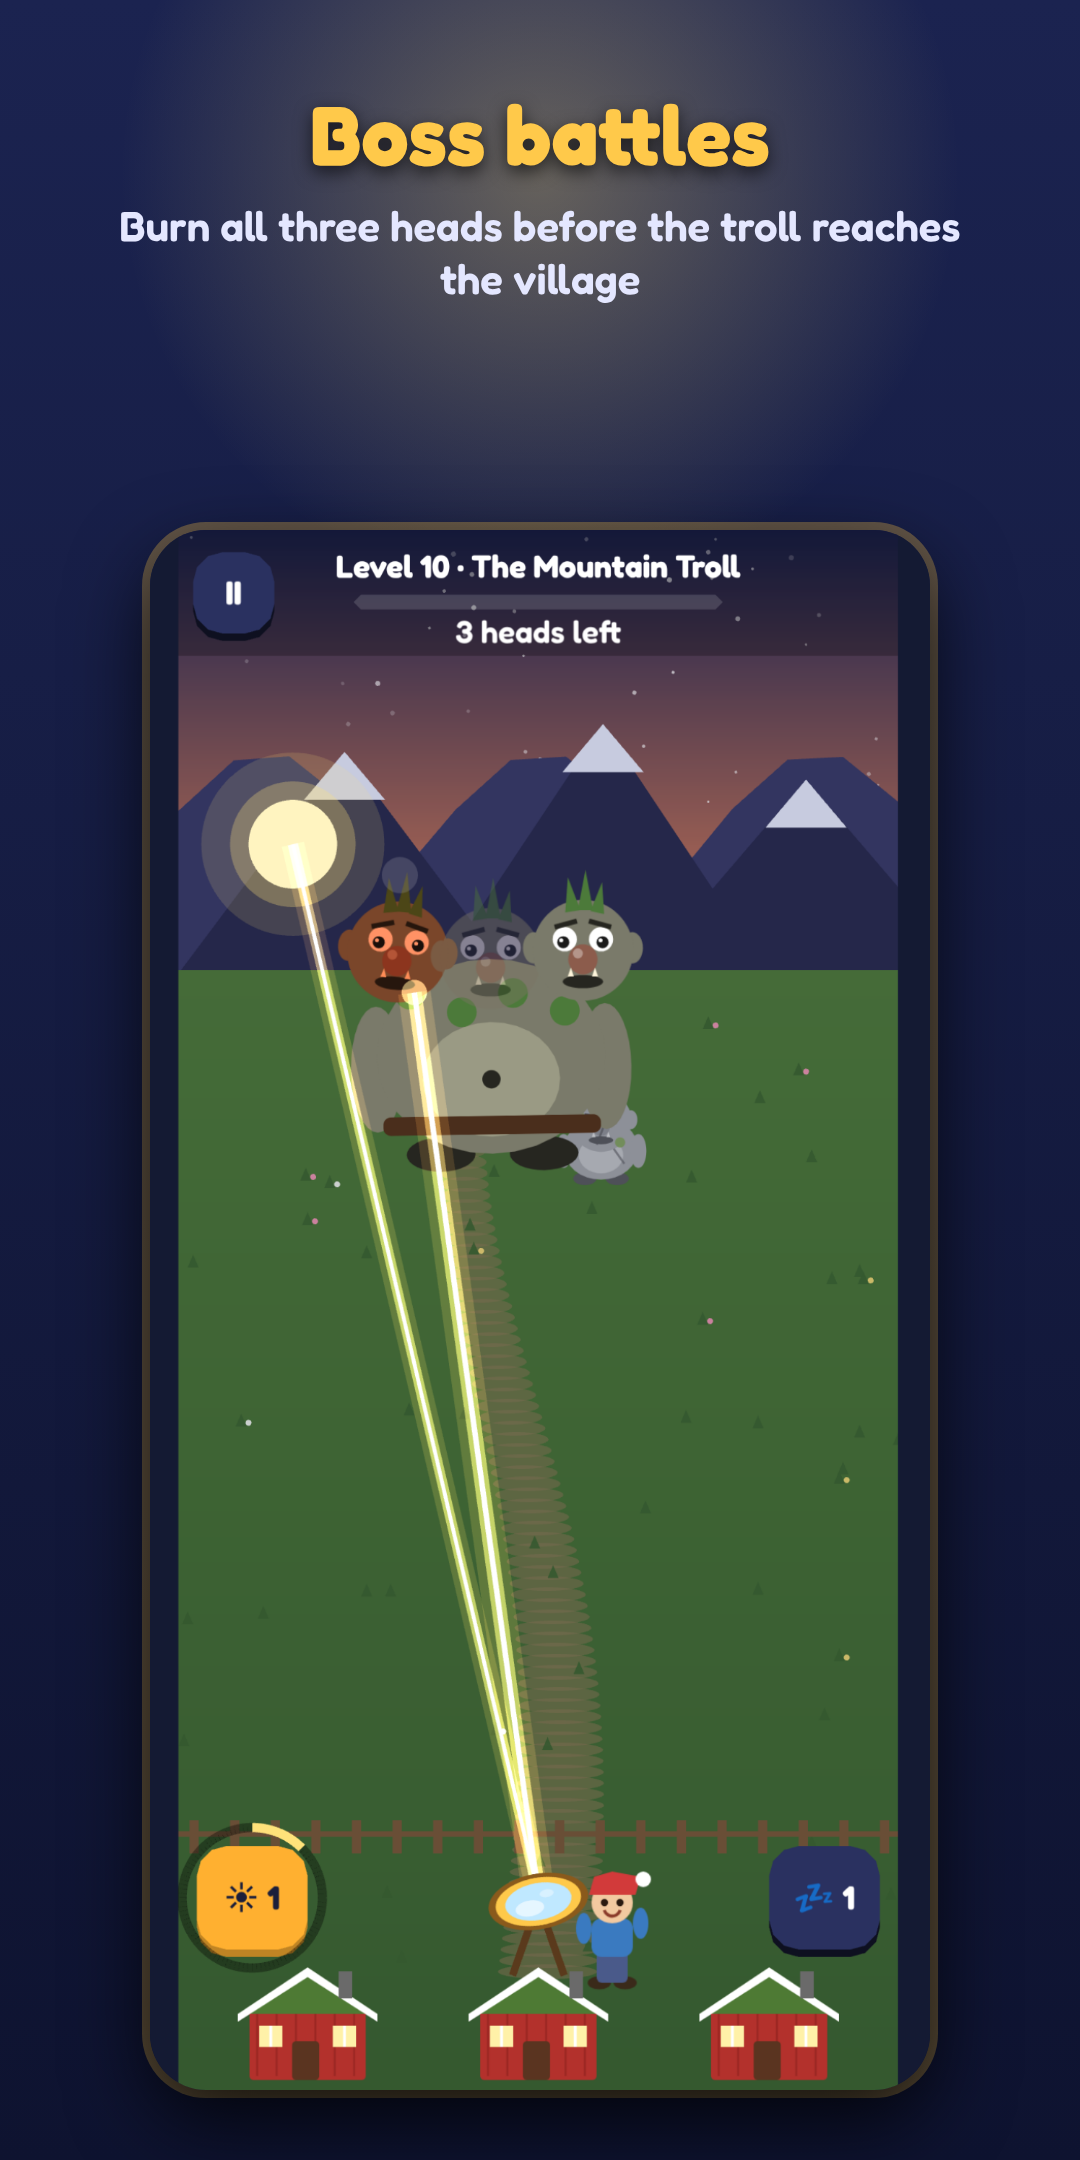 Boss battles
Burn all three heads before the troll reaches
the village
Level 10 · The Mountain Troll
3 heads left
1
zzz 1